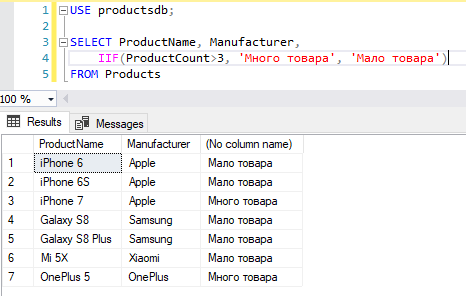 1 USE productsdb;
2
3 SELECT ProductName, Manufacturer,
4 IIF(ProductCount>3, 'Много товара', 'Мало товара')
5 FROM Products
100 %
Results Messages
ProductName Manufacturer (No column name)
1 iPhone 6 Apple Мало товара
2 iPhone 6S Apple Мало товара
3 iPhone 7 Apple Много товара
4 Galaxy S8 Samsung Мало товара
5 Galaxy S8 Plus Samsung Мало товара
6 Mi 5X Xiaomi Мало товара
7 OnePlus 5 OnePlus Много товара